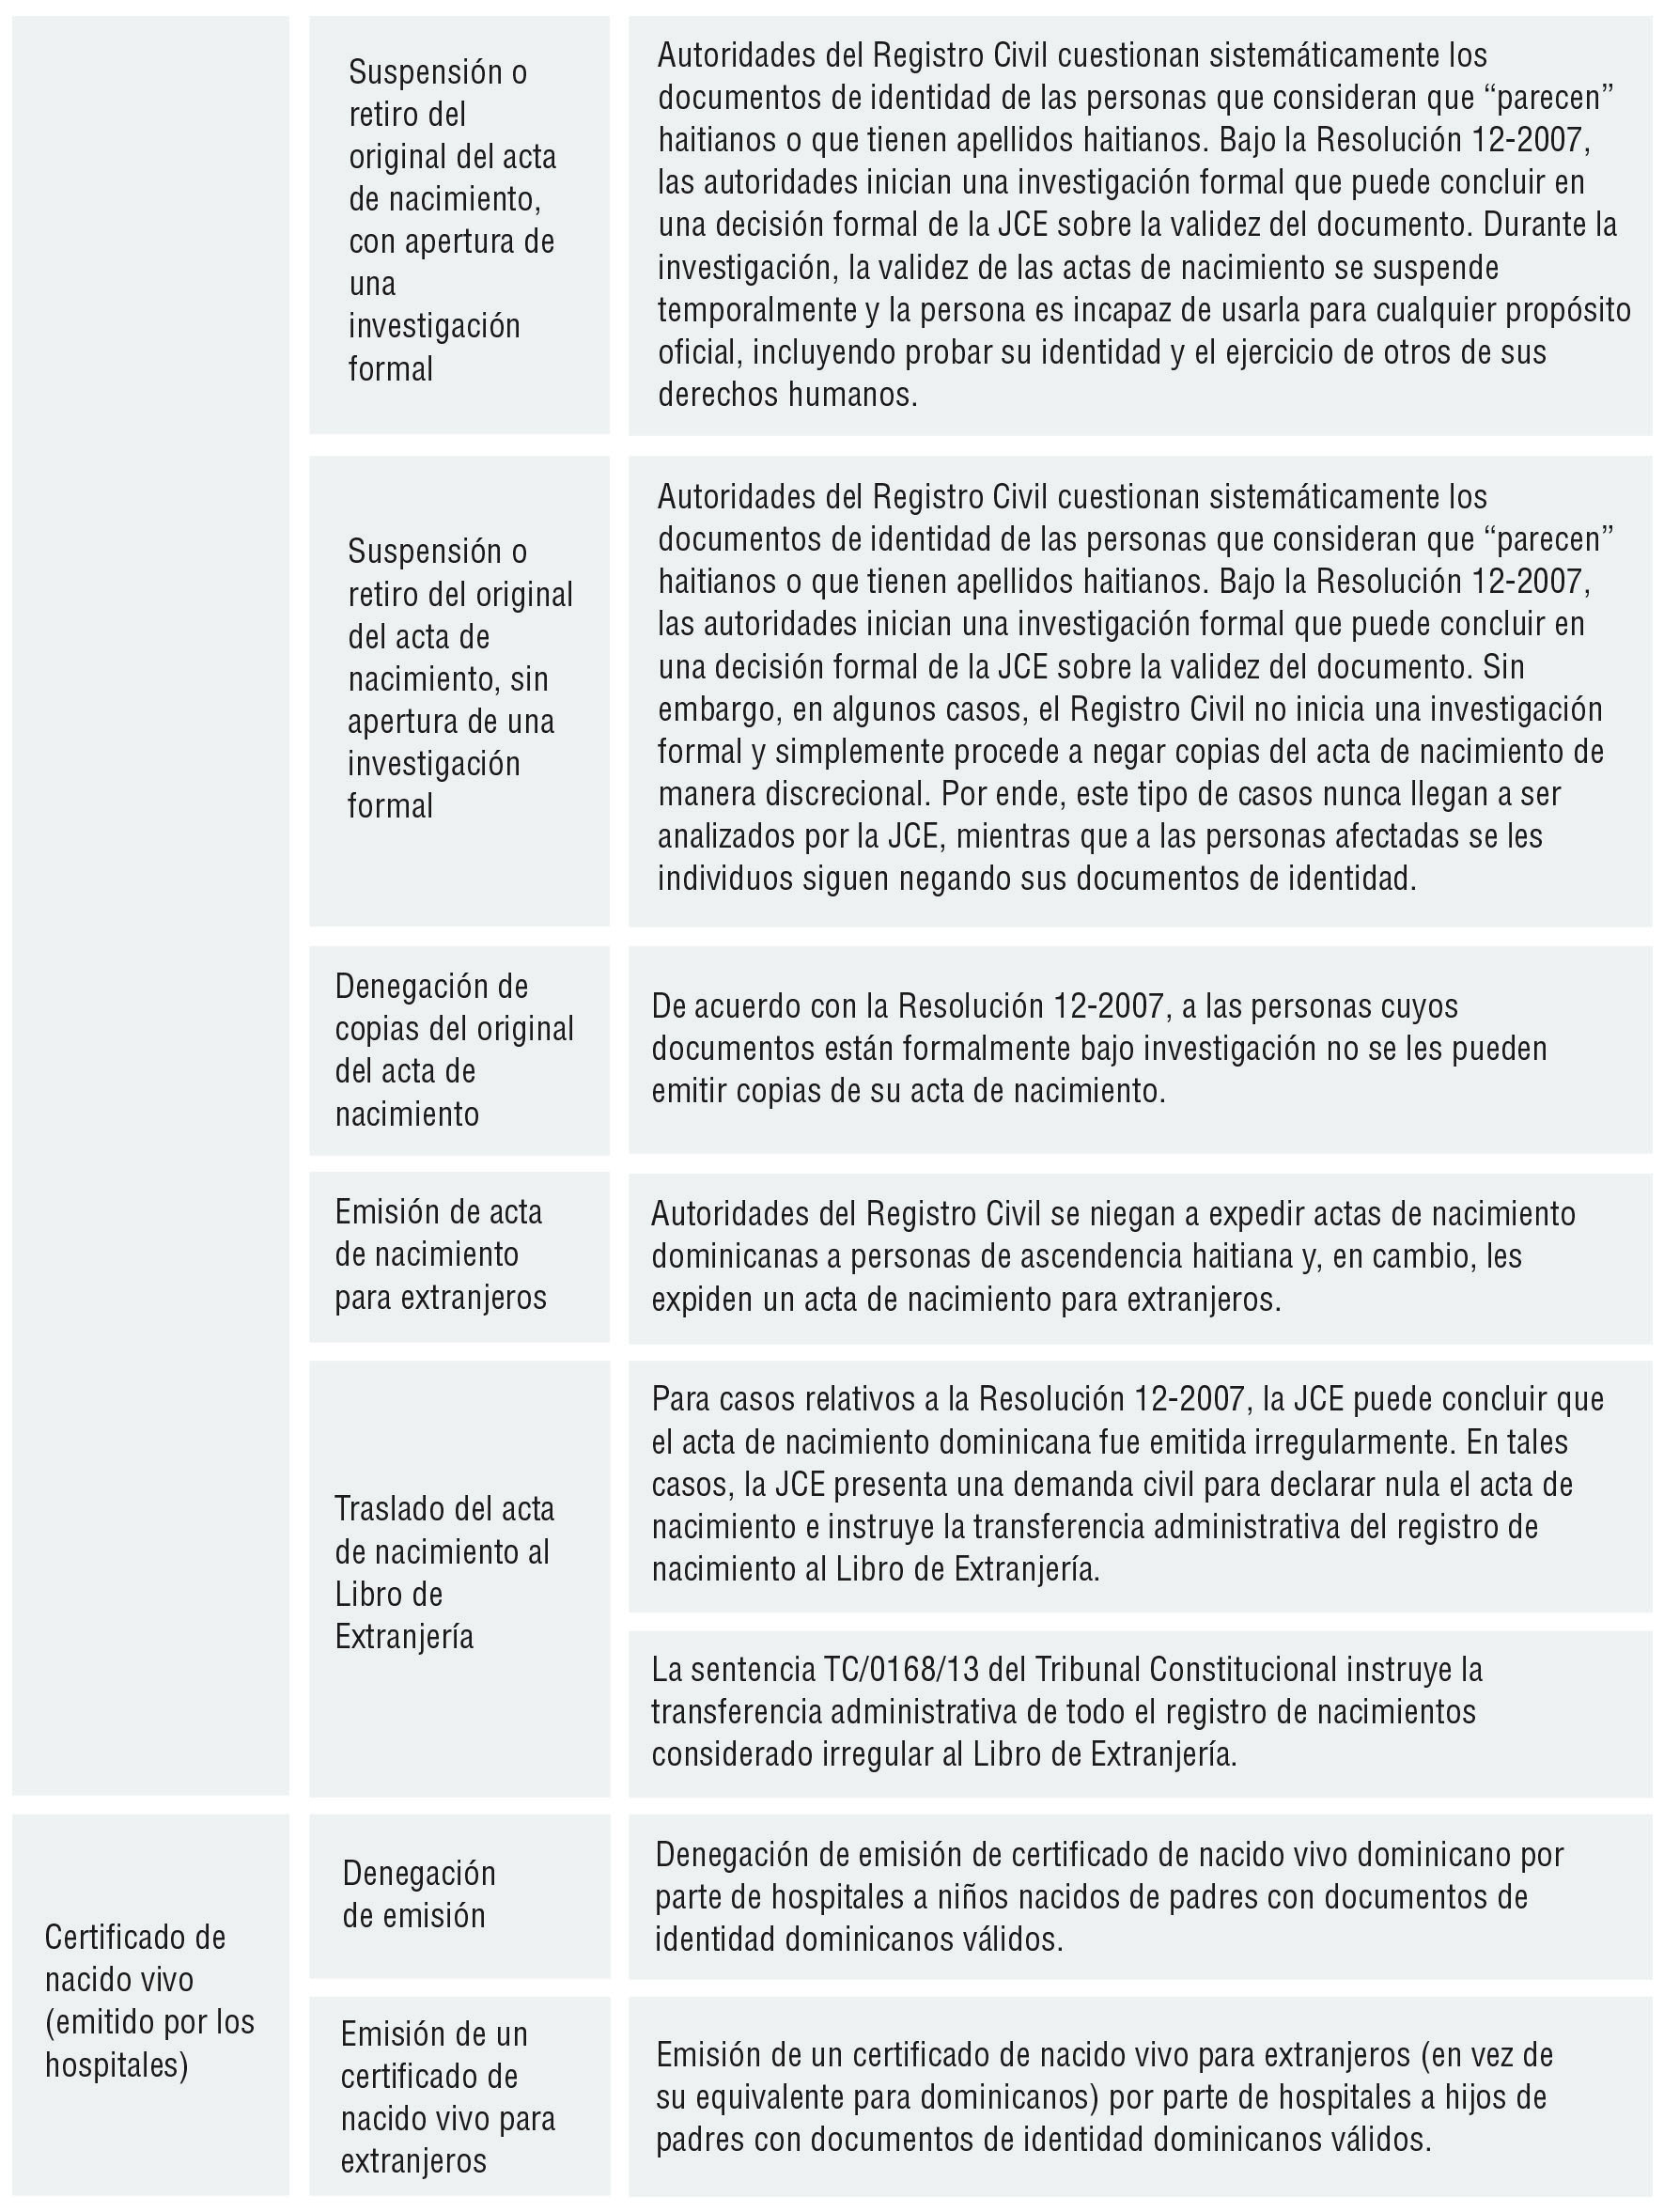 Suspensión o
retiro del
original del acta
de nacimiento,
con apertura de
una
investigación
formal
Autoridades del Registro Civil cuestionan sistemáticamente los
documentos de identidad de las personas que consideran que “parecen”
haitianos o que tienen apellidos haitianos. Bajo la Resolución 12-2007,
las autoridades inician una investigación formal que puede concluir en
una decisión formal de la JCE sobre la validez del documento. Durante la
investigación, la validez de las actas de nacimiento se suspende
temporalmente y la persona es incapaz de usarla para cualquier propósito
oficial, incluyendo probar su identidad y el ejercicio de otros de sus
derechos humanos.
Suspensión o
retiro del original
del acta de
nacimiento, sin
apertura de una
investigación
formal
Autoridades del Registro Civil cuestionan sistemáticamente los
documentos de identidad de las personas que consideran que “parecen”
haitianos o que tienen apellidos haitianos. Bajo la Resolución 12-2007,
las autoridades inician una investigación formal que puede concluir en
una decisión formal de la JCE sobre la validez del documento. Sin
embargo, en algunos casos, el Registro Civil no inicia una investigación
formal y simplemente procede a negar copias del acta de nacimiento de
manera discrecional. Por ende, este tipo de casos nunca llegan a ser
analizados por la JCE, mientras que a las personas afectadas se les
individuos siguen negando sus documentos de identidad.
Denegación de
copias del original
del acta de
nacimiento
De acuerdo con la Resolución 12-2007, a las personas cuyos
documentos están formalmente bajo investigación no se les pueden
emitir copias de su acta de nacimiento.
Emisión de acta
de nacimiento
para extranjeros
Autoridades del Registro Civil se niegan a expedir actas de nacimiento
dominicanas a personas de ascendencia haitiana y, en cambio, les
expiden un acta de nacimiento para extranjeros.
Traslado del acta
de nacimiento al
Libro de
Extranjería
Para casos relativos a la Resolución 12-2007, la JCE puede concluir que
el acta de nacimiento dominicana fue emitida irregularmente. En tales
casos, la JCE presenta una demanda civil para declarar nula el acta de
nacimiento e instruye la transferencia administrativa del registro de
nacimiento al Libro de Extranjería.
La sentencia TC/0168/13 del Tribunal Constitucional instruye la
transferencia administrativa de todo el registro de nacimientos
considerado irregular al Libro de Extranjería.
Certificado de
nacido vivo
(emitido por los
hospitales)
Denegación
de emisión
Denegación de emisión de certificado de nacido vivo dominicano por
parte de hospitales a niños nacidos de padres con documentos de
identidad dominicanos válidos.
Emisión de un
certificado de
nacido vivo para
extranjeros
Emisión de un certificado de nacido vivo para extranjeros (en vez de
su equivalente para dominicanos) por parte de hospitales a hijos de
padres con documentos de identidad dominicanos válidos.